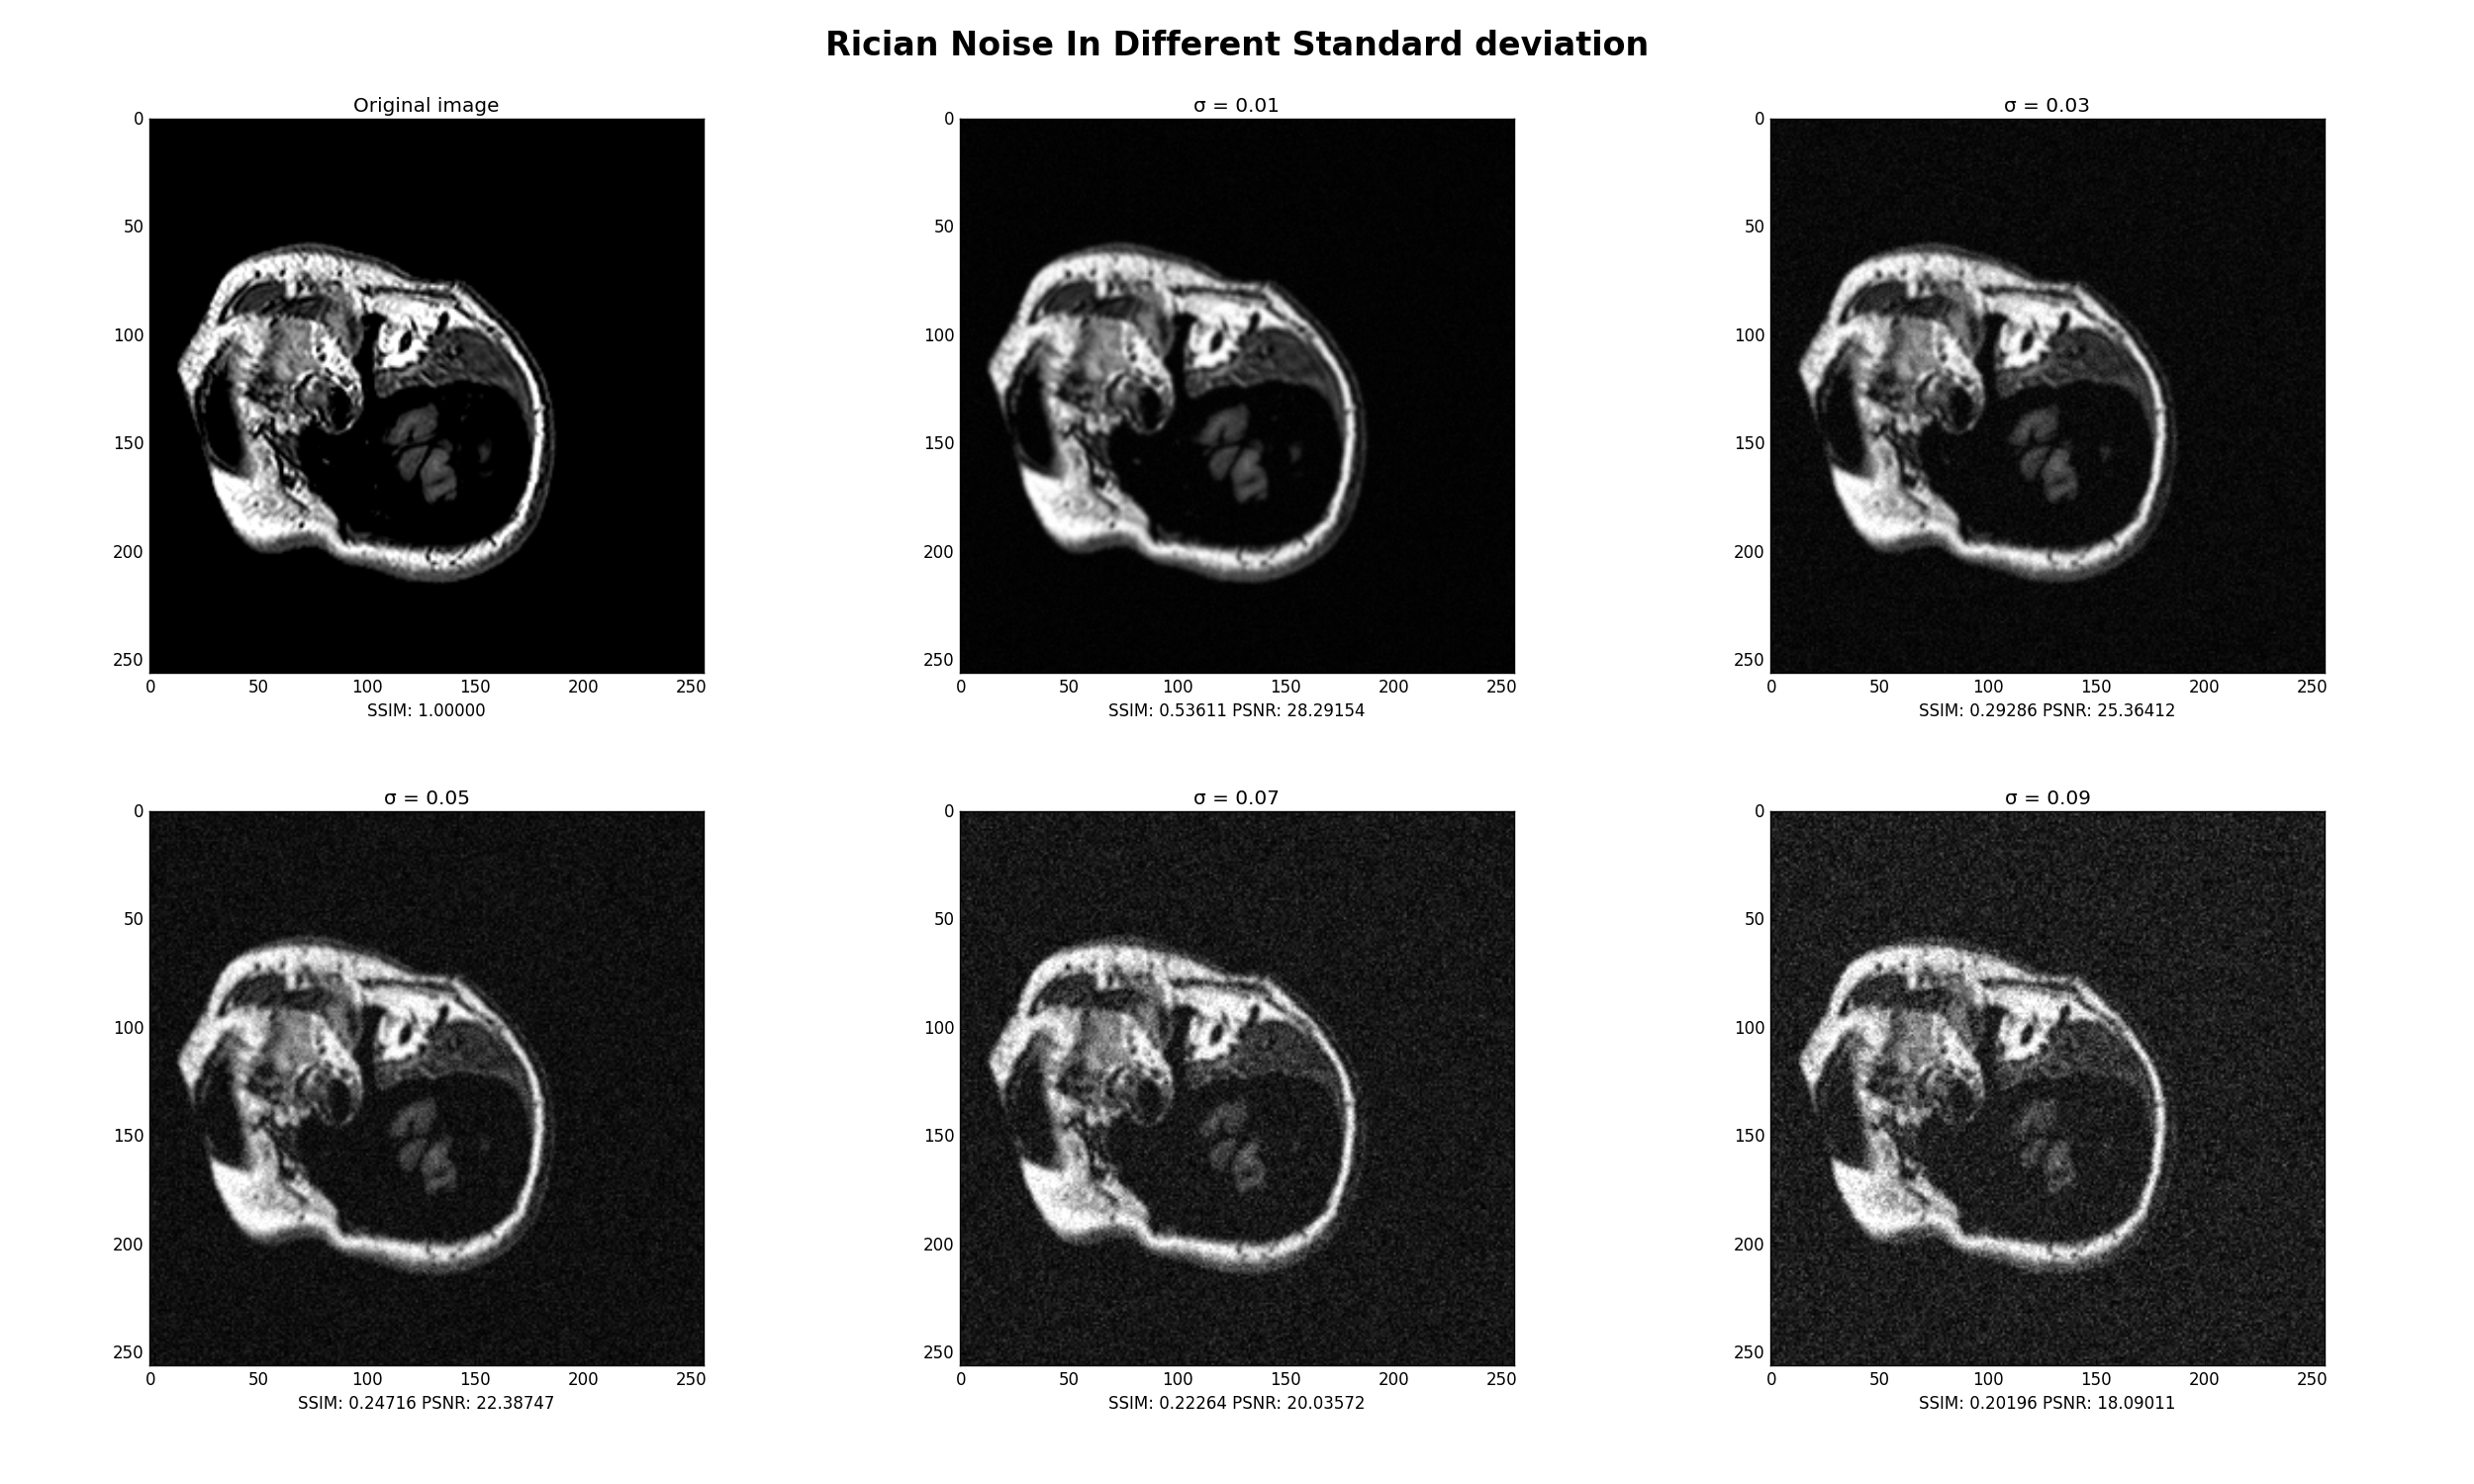 Rician Noise In Different Standard deviation
Original image
0
50
100
150
200
250
0 50 100 150 200 250
SSIM: 1.00000
σ = 0.01
0
50
100
150
200
250
0 50 100 150 200 250
SSIM: 0.53611 PSNR: 28.29154
σ = 0.03
0
50
100
150
200
250
0 50 100 150 200 250
SSIM: 0.29286 PSNR: 25.36412
σ = 0.05
0
50
100
150
200
250
0 50 100 150 200 250
SSIM: 0.24716 PSNR: 22.38747
σ = 0.07
0
50
100
150
200
250
0 50 100 150 200 250
SSIM: 0.22264 PSNR: 20.03572
σ = 0.09
0
50
100
150
200
250
0 50 100 150 200 250
SSIM: 0.20196 PSNR: 18.09011